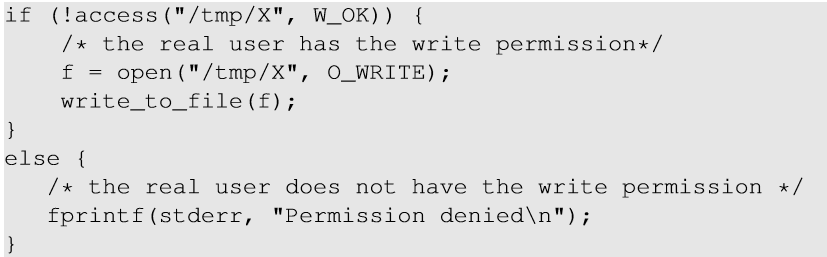 if (!access("/tmp/X", W_OK)) {
    /* the real user has the write permission*/
    f = open("/tmp/X", O_WRITE);
    write_to_file(f);
}
else {
   /* the real user does not have the write permission */
   fprintf(stderr, "Permission denied\n");
}